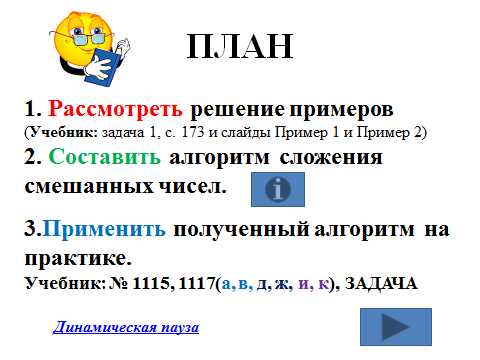 ПЛАН
1. Рассмотреть решение примеров
(Учебник: задача 1, с. 173 и слайды Пример 1 и Пример 2)
2. Составить алгоритм сложения
смешанных чисел.
3.Применить полученный алгоритм на
практике.
Учебник: № 1115, 1117(а, в, д, ж, и, к), ЗАДАЧА
Динамическая пауза